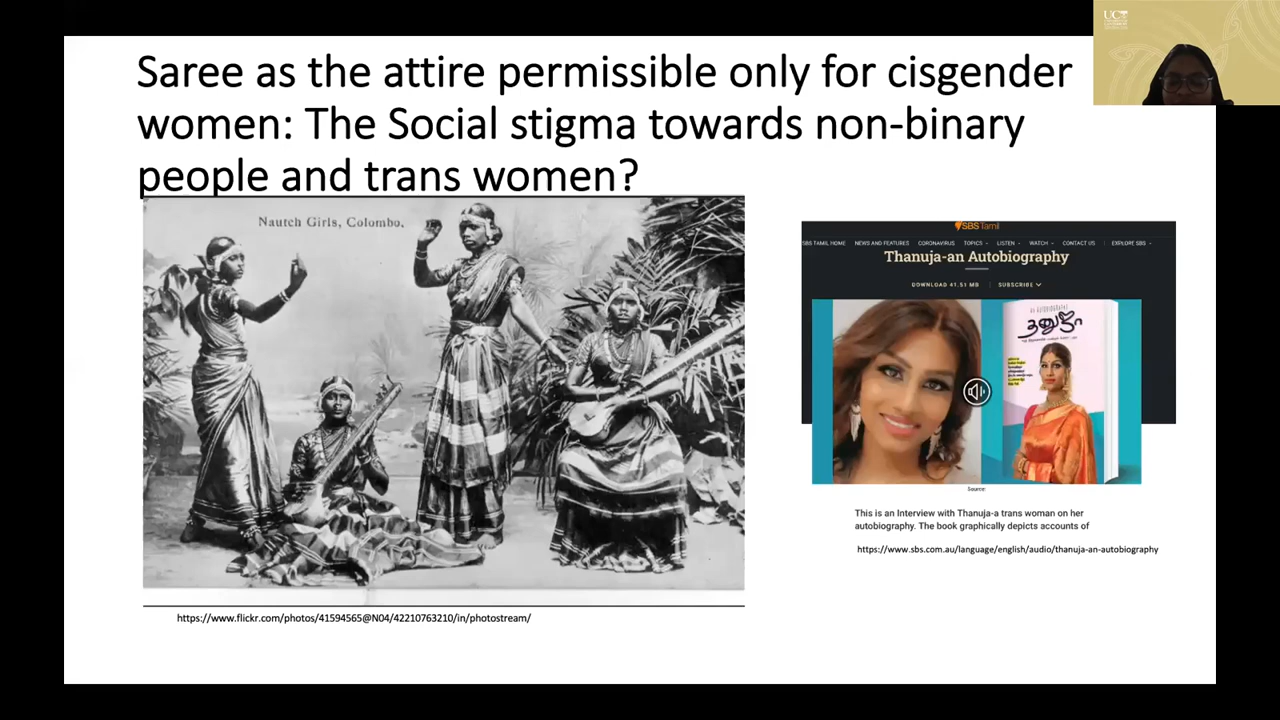 Saree as the attire permissible only for cisgender
women: The Social stigma towards non-binary
people and trans women?
Nautch Girls, Colombo.
https://www.flickr.com/photos/41594565@N04/42210763210/in/photostream/
SBS Tamil
SBS TAMIL HOME NEWS AND FEATURES CORONAVIRUS TOPICS LISTEN WATCH CONTACT US EXPLORE SBS
Thanuja-an Autobiography
DOWNLOAD 41.51 MB | SUBSCRIBE
தனுஜா
Source:
This is an Interview with Thanuja-a trans woman on her
autobiography. The book graphically depicts accounts of
https://www.sbs.com.au/language/english/audio/thanuja-an-autobiography
UC